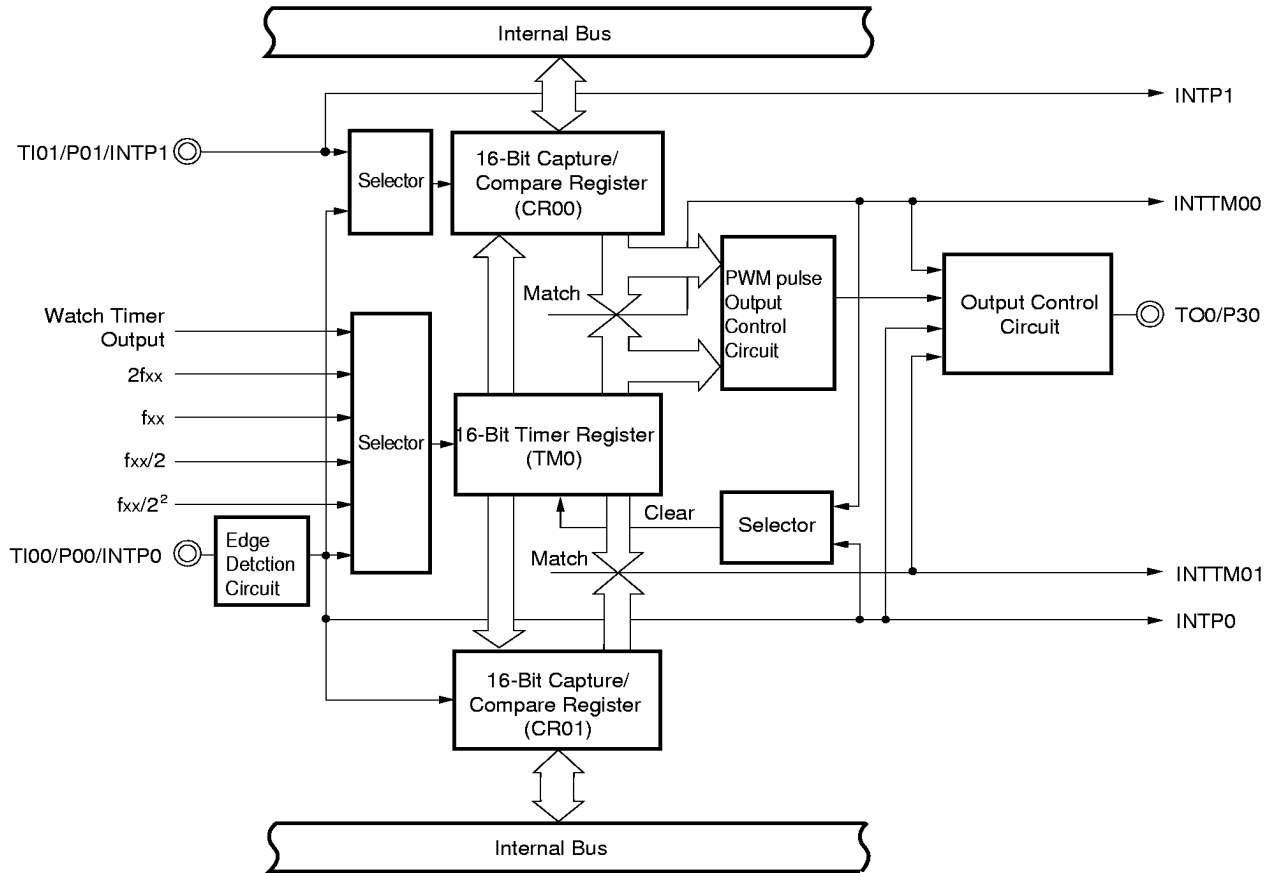 Internal Bus
INTP1
TI01/P01/INTP1
Selector
16-Bit Capture/
Compare Register
(CR00)
INTTM00
PWM pulse
Output
Control
Circuit
Match
Output Control
Circuit
TO0/P30
Watch Timer
Output
2fxx
fxx
fxx/2
fxx/2²
Selector
16-Bit Timer Register
(TM0)
Clear
Selector
TI00/P00/INTP0
Edge
Detction
Circuit
Match
INTTM01
INTP0
16-Bit Capture/
Compare Register
(CR01)
Internal Bus